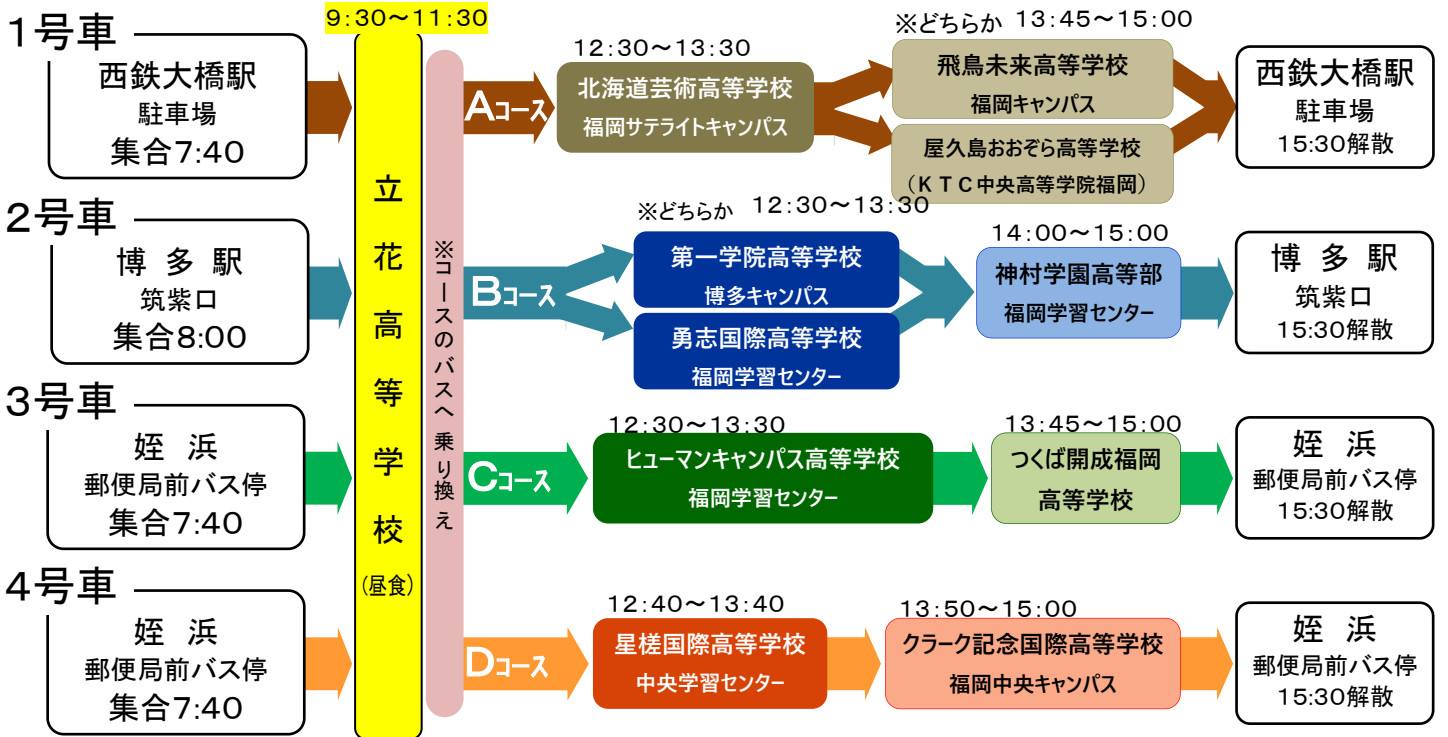 1号車
西鉄大橋駅
駐車場
集合7:40
2号車
博多駅
筑紫口
集合8:00
3号車
姪浜
郵便局前バス停
集合7:40
4号車
姪浜
郵便局前バス停
集合7:40
9:30～11:30
立花高等学校
(昼食)
※コースのバスへ乗り換え
Aコース
12:30～13:30
北海道芸術高等学校
福岡サテライトキャンパス
※どちらか 13:45～15:00
飛鳥未来高等学校
福岡キャンパス
屋久島おおぞら高等学校
(KTC中央高等学院福岡)
西鉄大橋駅
駐車場
15:30解散
Bコース
※どちらか 12:30～13:30
第一学院高等学校
博多キャンパス
勇志国際高等学校
福岡学習センター
14:00～15:00
神村学園高等部
福岡学習センター
博多駅
筑紫口
15:30解散
Cコース
12:30～13:30
ヒューマンキャンパス高等学校
福岡学習センター
13:45～15:00
つくば開成福岡
高等学校
姪浜
郵便局前バス停
15:30解散
Dコース
12:40～13:40
星槎国際高等学校
中央学習センター
13:50～15:00
クラーク記念国際高等学校
福岡中央キャンパス
姪浜
郵便局前バス停
15:30解散